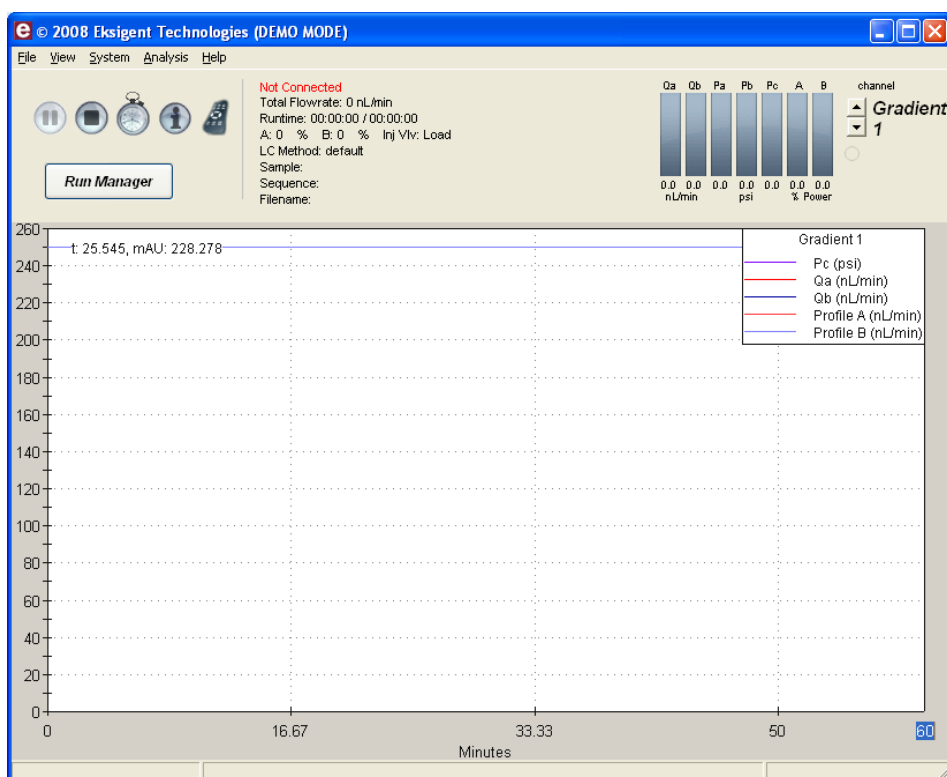 e © 2008 Eksigent Technologies (DEMO MODE)
File View System Analysis Help
Not Connected
Total Flowrate: 0 nL/min
Runtime: 00:00:00 / 00:00:00
A: 0 % B: 0 % Inj Vlv: Load
LC Method: default
Sample:
Sequence:
Filename:
Run Manager
Qa Qb Pa Pb Pc A B
0.0 0.0 0.0 0.0 0.0 0.0 0.0
nL/min psi % Power
channel
Gradient
1
t: 25.545, mAU: 228.278
Gradient 1
Pc (psi)
Qa (nL/min)
Qb (nL/min)
Profile A (nL/min)
Profile B (nL/min)
260
240
220
200
180
160
140
120
100
80
60
40
20
0
0 16.67 33.33 50 60
Minutes